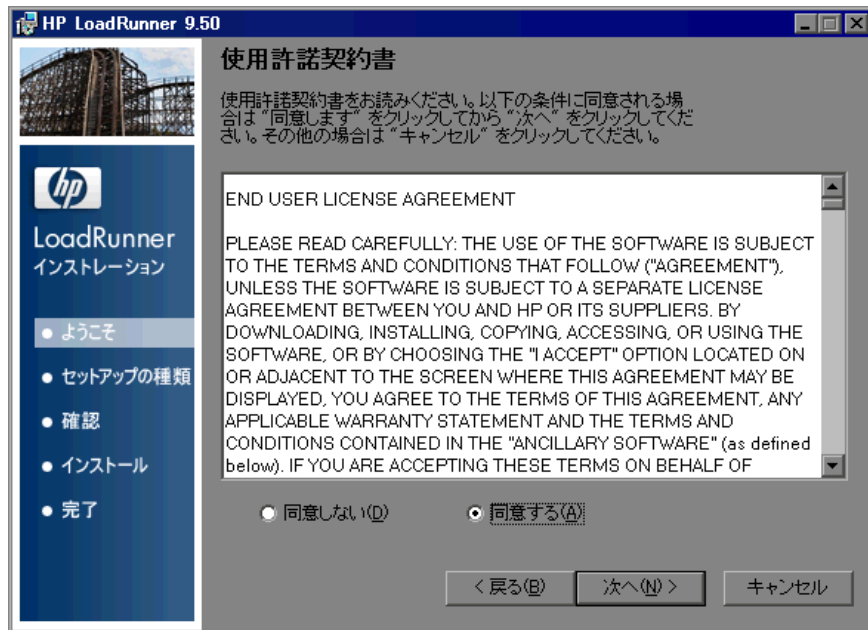 HP LoadRunner 9.50
使用許諾契約書
使用許諾契約書をお読みください。以下の条件に同意される場
合は“同意します”をクリックしてから“次へ”をクリックしてくだ
さい。その他の場合は“キャンセル”をクリックしてください。
hp
LoadRunner
インストレーション
ようこそ
セットアップの種類
確認
インストール
完了
END USER LICENSE AGREEMENT
PLEASE READ CAREFULLY: THE USE OF THE SOFTWARE IS SUBJECT
TO THE TERMS AND CONDITIONS THAT FOLLOW ("AGREEMENT"),
UNLESS THE SOFTWARE IS SUBJECT TO A SEPARATE LICENSE
AGREEMENT BETWEEN YOU AND HP OR ITS SUPPLIERS. BY
DOWNLOADING, INSTALLING, COPYING, ACCESSING, OR USING THE
SOFTWARE, OR BY CHOOSING THE "I ACCEPT" OPTION LOCATED ON
OR ADJACENT TO THE SCREEN WHERE THIS AGREEMENT MAY BE
DISPLAYED, YOU AGREE TO THE TERMS OF THIS AGREEMENT, ANY
APPLICABLE WARRANTY STATEMENT AND THE TERMS AND
CONDITIONS CONTAINED IN THE "ANCILLARY SOFTWARE" (as defined
below). IF YOU ARE ACCEPTING THESE TERMS ON BEHALF OF
同意しない(D)
同意する(A)
< 戻る(B)
次へ(N) >
キャンセル